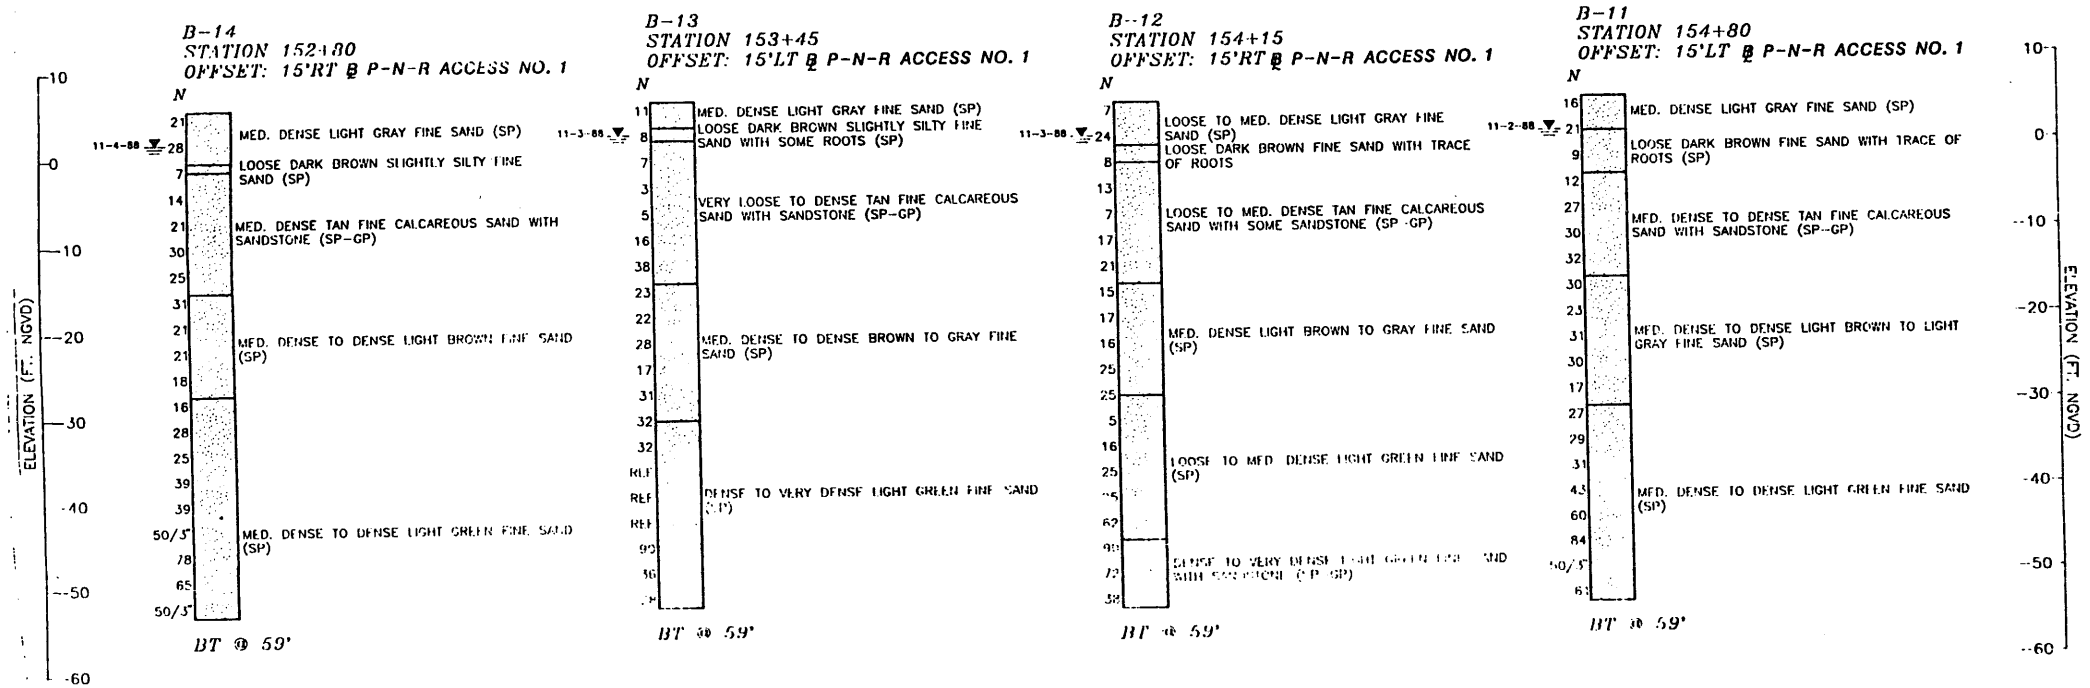 B-14
STATION 152+80
OFFSET: 15'RT ⅊ P-N-R ACCESS NO. 1
N
21
28
7
14
21
30
25
31
21
21
18
16
28
25
39
39
50/3"
78
65
50/3"
11-4-88
MED. DENSE LIGHT GRAY FINE SAND (SP)
LOOSE DARK BROWN SLIGHTLY SILTY FINE
SAND (SP)
MED. DENSE TAN FINE CALCAREOUS SAND WITH
SANDSTONE (SP-GP)
MED. DENSE TO DENSE LIGHT BROWN FINE SAND
(SP)
MED. DENSE TO DENSE LIGHT GREEN FINE SAND
(SP)
BT @ 59'
10
0
-10
-20
-30
-40
-50
-60
ELEVATION (FT. NGVD)
B-13
STATION 153+45
OFFSET: 15'LT ⅊ P-N-R ACCESS NO. 1
N
11
8
7
3
5
16
38
23
22
28
17
31
32
32
REF
REF
REF
11-3-88
MED. DENSE LIGHT GRAY FINE SAND (SP)
LOOSE DARK BROWN SLIGHTLY SILTY FINE
SAND WITH SOME ROOTS (SP)
VERY LOOSE TO DENSE TAN FINE CALCAREOUS
SAND WITH SANDSTONE (SP-GP)
MED. DENSE TO DENSE BROWN TO GRAY FINE
SAND (SP)
DENSE TO VERY DENSE LIGHT GREEN FINE SAND
(SP)
BT @ 59'
B-12
STATION 154+15
OFFSET: 15'RT ⅊ P-N-R ACCESS NO. 1
N
7
24
8
13
7
17
21
15
17
16
25
25
5
16
25
62
11-3-88
LOOSE TO MED. DENSE LIGHT GRAY FINE
SAND (SP)
LOOSE DARK BROWN FINE SAND WITH TRACE
OF ROOTS
LOOSE TO MED. DENSE TAN FINE CALCAREOUS
SAND WITH SOME SANDSTONE (SP-GP)
MED. DENSE LIGHT BROWN TO GRAY FINE SAND
(SP)
LOOSE TO MED. DENSE LIGHT GREEN FINE SAND
(SP)
DENSE TO VERY DENSE LIGHT GREEN FINE SAND
WITH SANDSTONE (SP-GP)
BT @ 59'
B-11
STATION 154+80
OFFSET: 15'LT ⅊ P-N-R ACCESS NO. 1
N
16
21
9
12
27
30
32
30
23
31
30
17
27
29
31
43
60
84
50/3"
61
11-2-88
MED. DENSE LIGHT GRAY FINE SAND (SP)
LOOSE DARK BROWN FINE SAND WITH TRACE OF
ROOTS (SP)
MED. DENSE TO DENSE TAN FINE CALCAREOUS
SAND WITH SANDSTONE (SP-GP)
MED. DENSE TO DENSE LIGHT BROWN TO LIGHT
GRAY FINE SAND (SP)
MED. DENSE TO DENSE LIGHT GREEN FINE SAND
(SP)
BT @ 59'
10
0
-10
-20
-30
-40
-50
-60
ELEVATION (FT. NGVD)